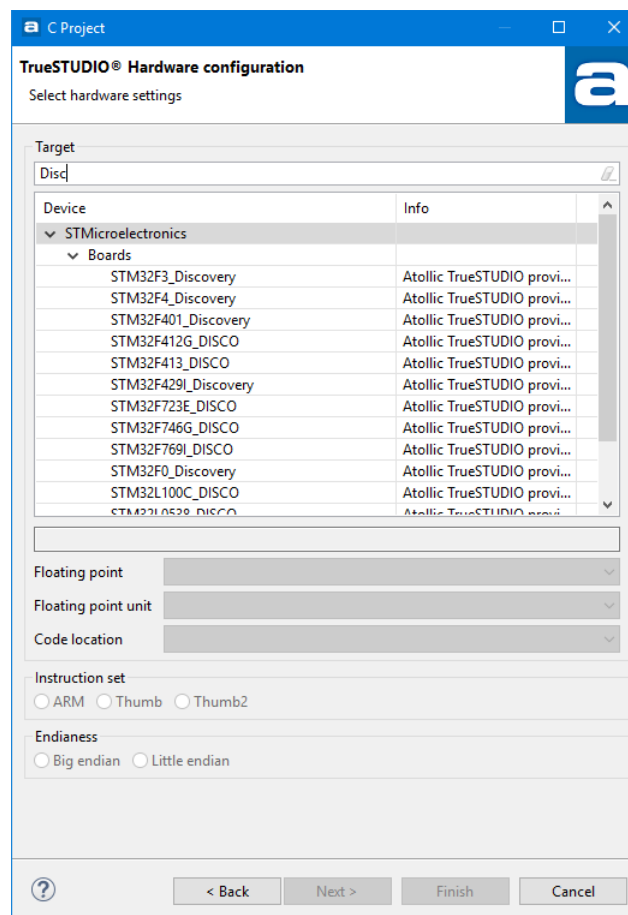 C Project
TrueSTUDIO® Hardware configuration
Select hardware settings
Target
Disc
Device Info
STMicroelectronics
Boards
STM32F3_Discovery Atollic TrueSTUDIO provi...
STM32F4_Discovery Atollic TrueSTUDIO provi...
STM32F401_Discovery Atollic TrueSTUDIO provi...
STM32F412G_DISCO Atollic TrueSTUDIO provi...
STM32F413_DISCO Atollic TrueSTUDIO provi...
STM32F429I_Discovery Atollic TrueSTUDIO provi...
STM32F723E_DISCO Atollic TrueSTUDIO provi...
STM32F746G_DISCO Atollic TrueSTUDIO provi...
STM32F769I_DISCO Atollic TrueSTUDIO provi...
STM32F0_Discovery Atollic TrueSTUDIO provi...
STM32L100C_DISCO Atollic TrueSTUDIO provi...
Atollic TrueSTUDIO provi...
Floating point
Floating point unit
Code location
Instruction set
ARM Thumb Thumb2
Endianess
Big endian Little endian
? < Back Next > Finish Cancel